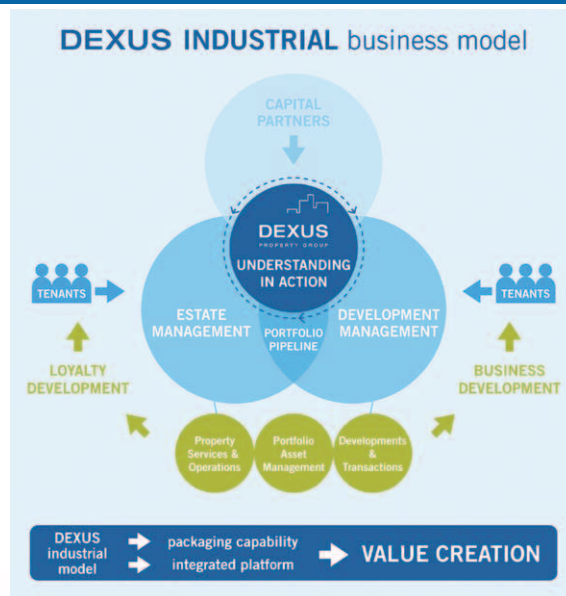 DEXUS INDUSTRIAL business model
CAPITAL
PARTNERS
DEXUS
PROPERTY GROUP
UNDERSTANDING
IN ACTION
TENANTS
ESTATE
MANAGEMENT
PORTFOLIO
PIPELINE
DEVELOPMENT
MANAGEMENT
TENANTS
LOYALTY
DEVELOPMENT
BUSINESS
DEVELOPMENT
Property
Services &
Operations
Portfolio
Asset
Management
Developments
&
Transactions
DEXUS
industrial
model
packaging capability
integrated platform
VALUE CREATION